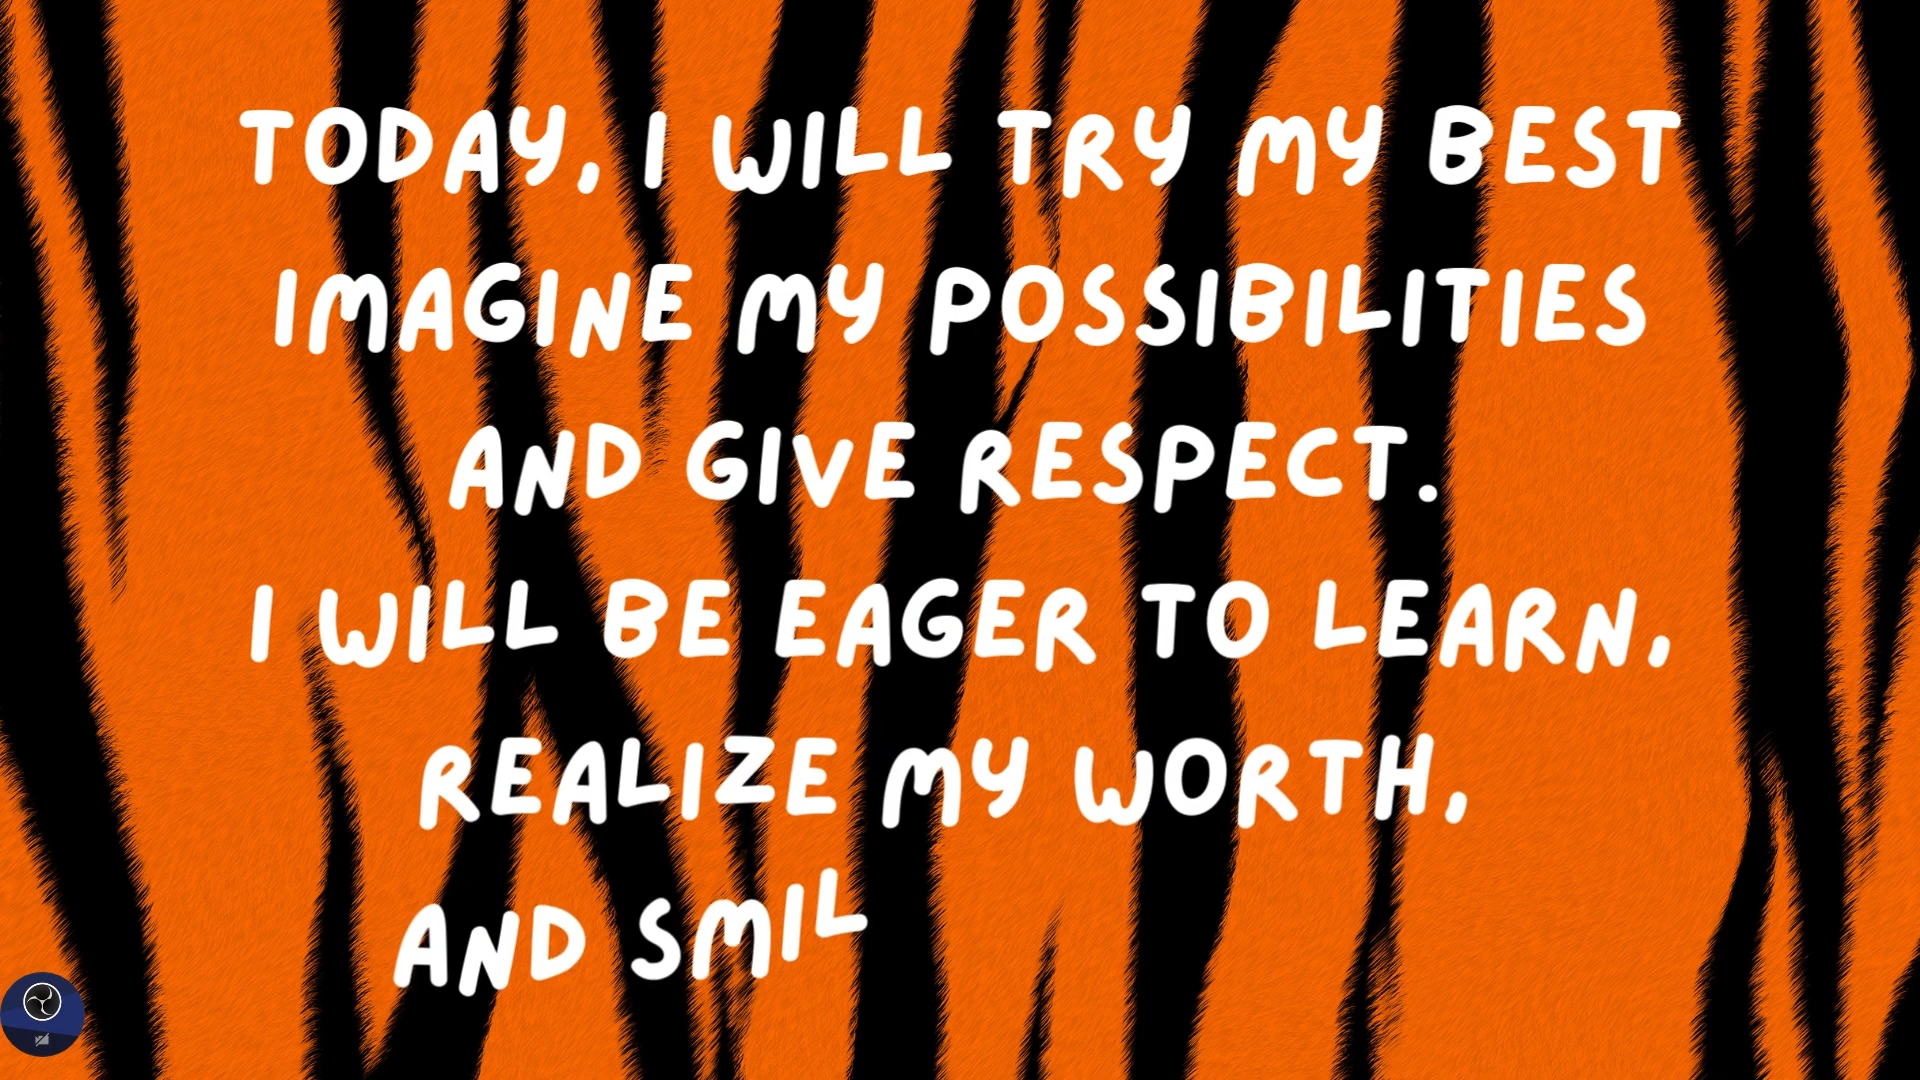 TODAY, I WILL TRY MY BEST
IMAGINE MY POSSIBILITIES
AND GIVE RESPECT.
I WILL BE EAGER TO LEARN,
REALIZE MY WORTH,
AND SMIL